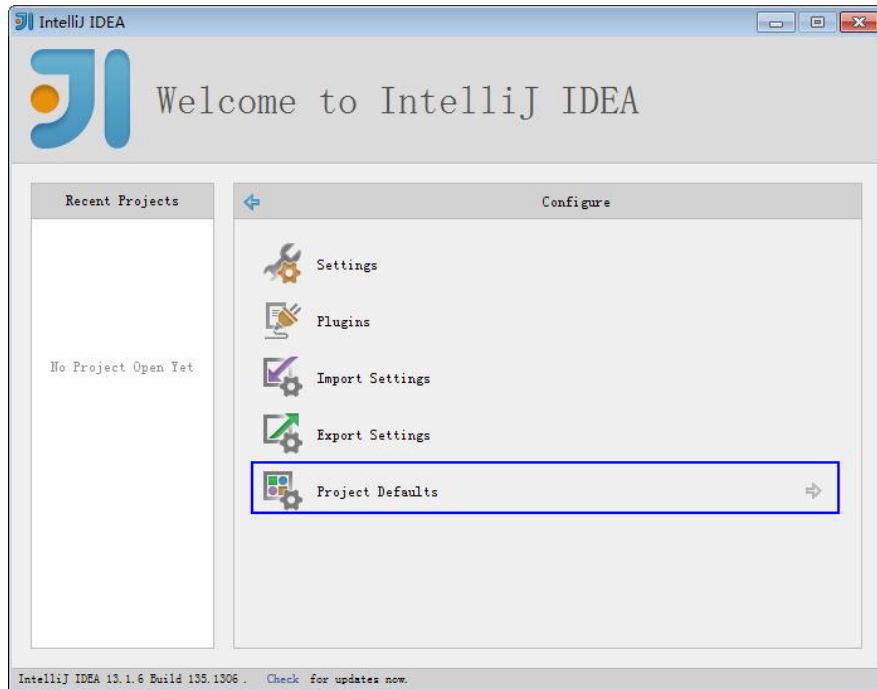 IntelliJ IDEA
Welcome to IntelliJ IDEA
Recent Projects
Configure
Settings
Plugins
No Project Open Yet
Import Settings
Export Settings
Project Defaults
IntelliJ IDEA 13.1.6 Build 135.1306 . Check for updates now.